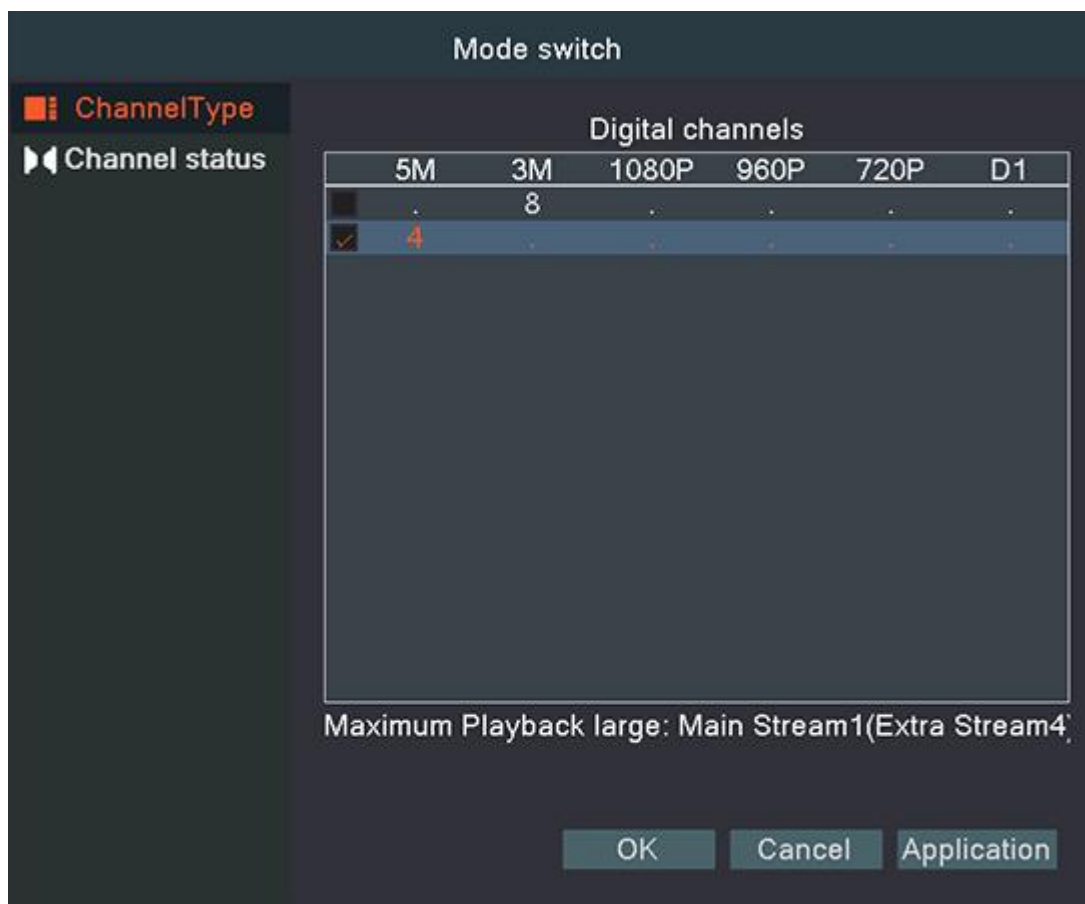 Mode switch
ChannelType
Channel status
Digital channels
5M 3M 1080P 960P 720P D1
. 8 . . . .
4 . . . . .
Maximum Playback large: Main Stream1(Extra Stream4)
OK Cancel Application